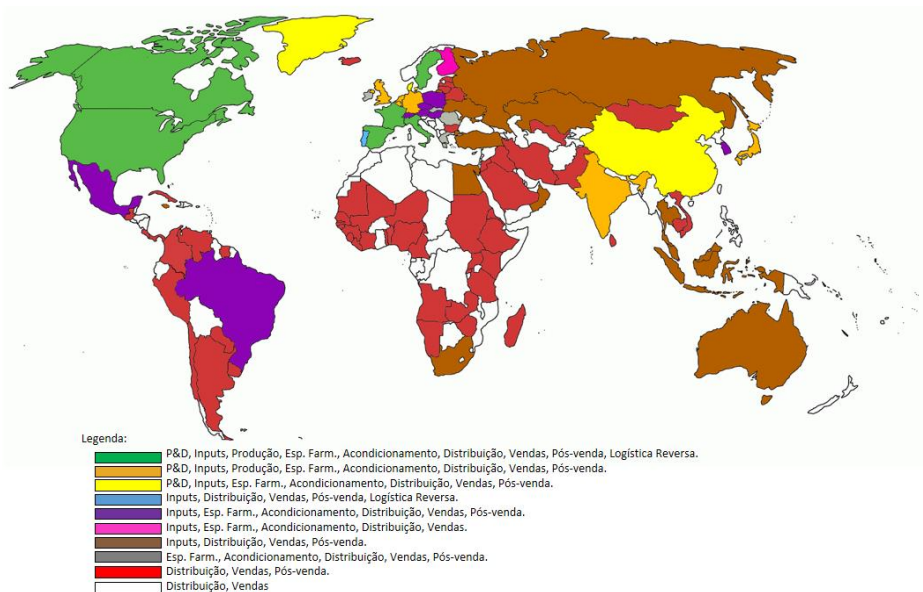 Legenda:
P&D, Inputs, Produção, Esp. Farm., Acondicionamento, Distribuição, Vendas, Pós-venda, Logística Reversa.
P&D, Inputs, Produção, Esp. Farm., Acondicionamento, Distribuição, Vendas, Pós-venda.
P&D, Inputs, Esp. Farm., Acondicionamento, Distribuição, Vendas, Pós-venda.
Inputs, Distribuição, Vendas, Pós-venda, Logística Reversa.
Inputs, Esp. Farm., Acondicionamento, Distribuição, Vendas, Pós-venda.
Inputs, Esp. Farm., Acondicionamento, Distribuição, Vendas.
Inputs, Distribuição, Vendas, Pós-venda.
Esp. Farm., Acondicionamento, Distribuição, Vendas, Pós-venda.
Distribuição, Vendas, Pós-venda.
Distribuição, Vendas